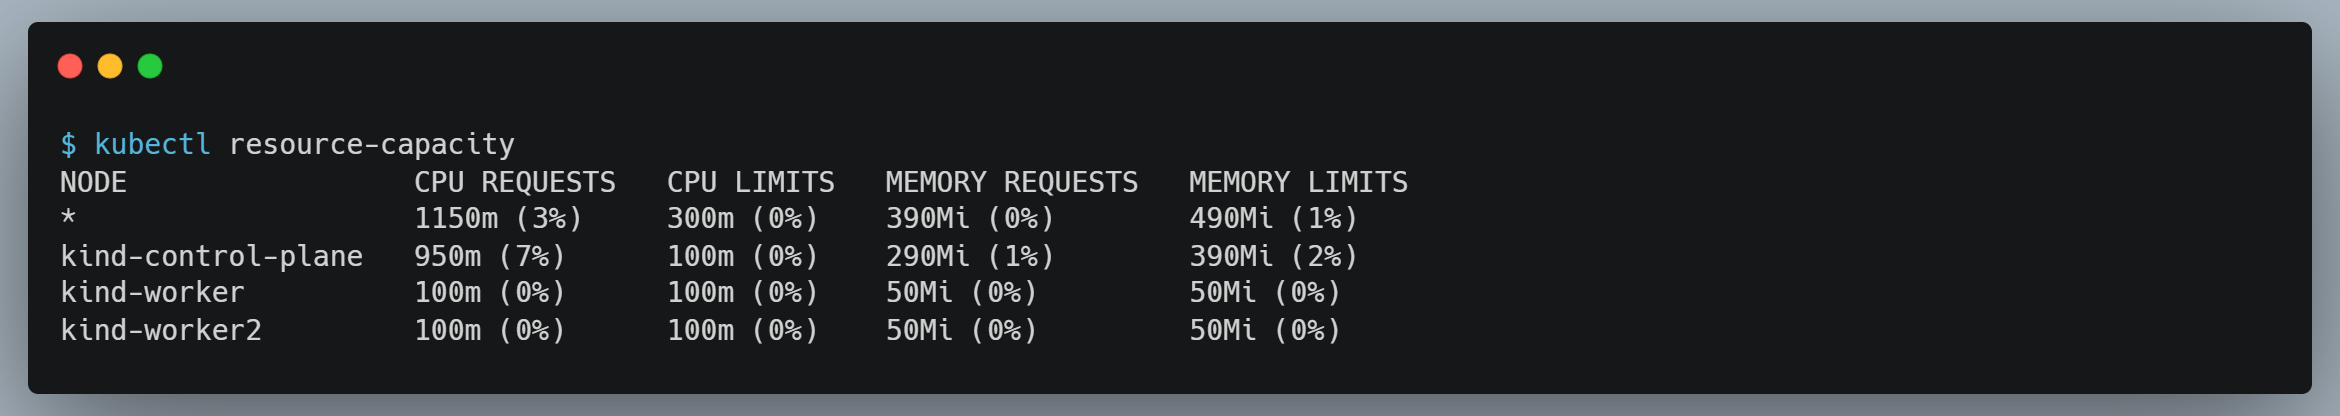 $ kubectl resource-capacity
NODE                 CPU REQUESTS   CPU LIMITS   MEMORY REQUESTS   MEMORY LIMITS
*                    1150m (3%)     300m (0%)    390Mi (0%)        490Mi (1%)
kind-control-plane   950m (7%)      100m (0%)    290Mi (1%)        390Mi (2%)
kind-worker          100m (0%)      100m (0%)    50Mi (0%)         50Mi (0%)
kind-worker2         100m (0%)      100m (0%)    50Mi (0%)         50Mi (0%)